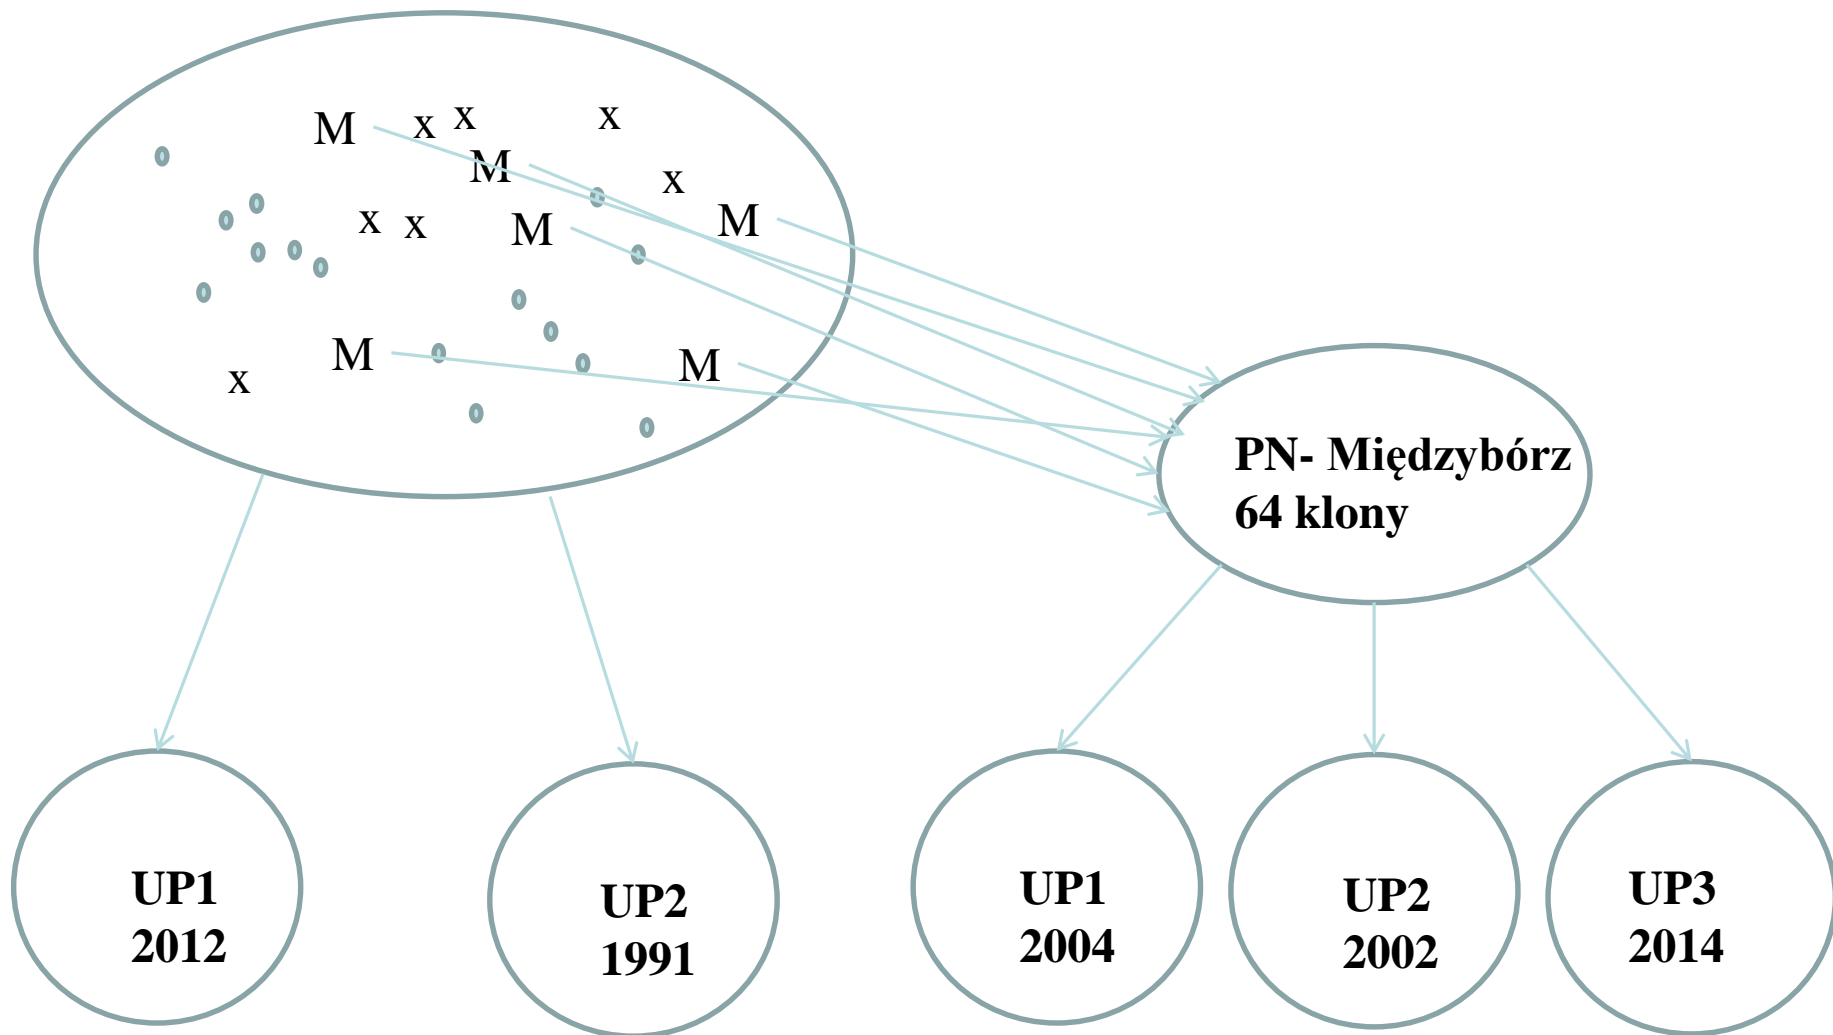 M
x
x
x
M
x
M
M
x
x
M
M
x
PN- Międzybórz
64 klony
UP1
2012
UP2
1991
UP1
2004
UP2
2002
UP3
2014